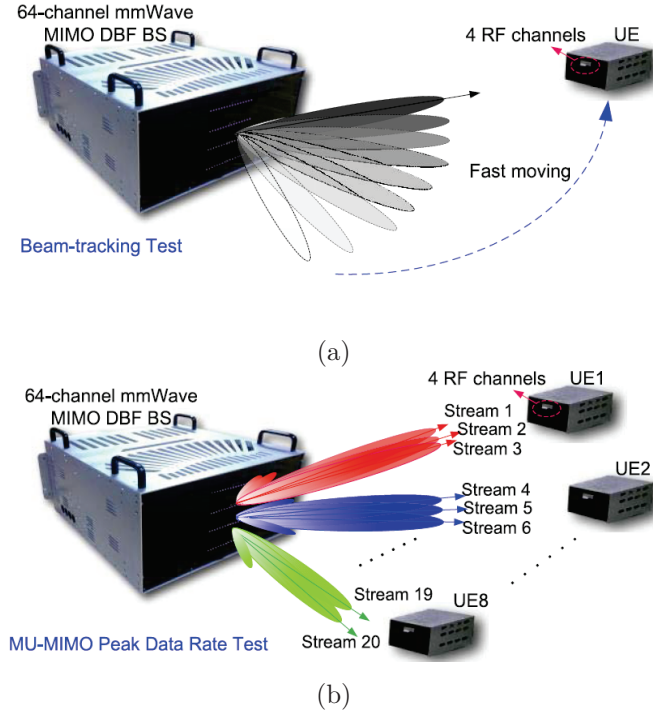 64-channel mmWave
MIMO DBF BS
4 RF channels
UE
Fast moving
Beam-tracking Test
(a)
64-channel mmWave
MIMO DBF BS
4 RF channels
UE1
Stream 1
Stream 2
Stream 3
UE2
Stream 4
Stream 5
Stream 6
Stream 19
UE8
Stream 20
MU-MIMO Peak Data Rate Test
(b)